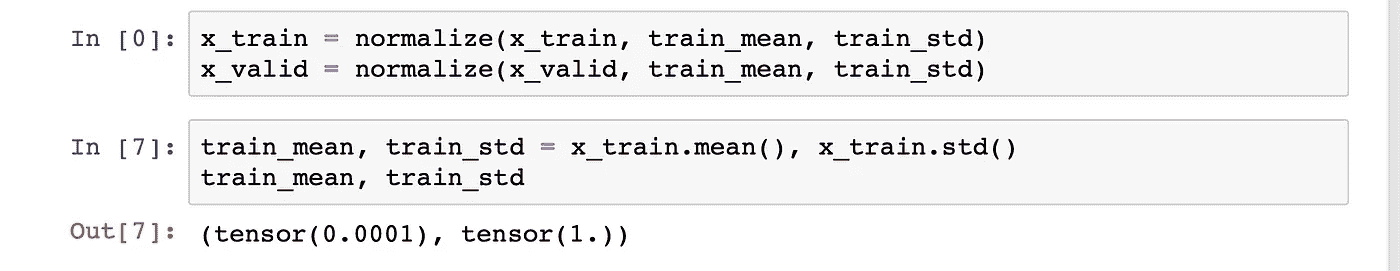 In [0]: x_train = normalize(x_train, train_mean, train_std)
x_valid = normalize(x_valid, train_mean, train_std)
In [7]: train_mean, train_std = x_train.mean(), x_train.std()
train_mean, train_std
Out[7]: (tensor(0.0001), tensor(1.))